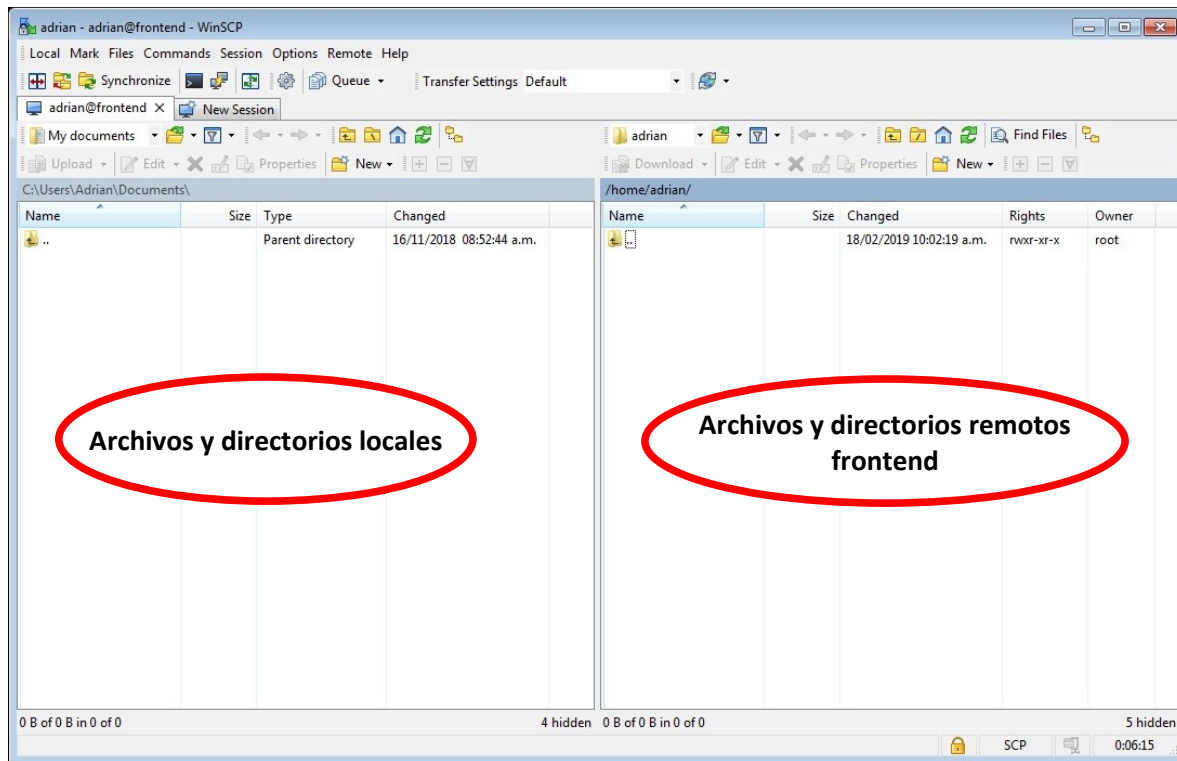 adrian - adrian@frontend - WinSCP
Local Mark Files Commands Session Options Remote Help
Synchronize Queue Transfer Settings Default
adrian@frontend X New Session
My documents adrian Find Files
Upload Edit Properties New Download Edit Properties New
C:\Users\Adrian\Documents\ /home/adrian/
Name Size Type Changed Name Size Changed Rights Owner
.. Parent directory 16/11/2018 08:52:44 a.m. .. 18/02/2019 10:02:19 a.m. rwxr-xr-x root
Archivos y directorios locales
Archivos y directorios remotos
frontend
0 B of 0 B in 0 of 0 4 hidden 0 B of 0 B in 0 of 0 5 hidden
SCP 0:06:15